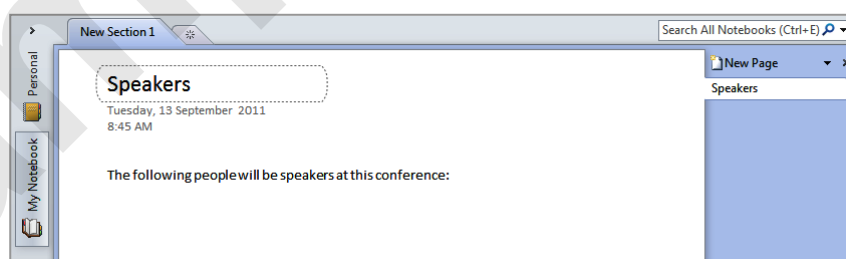 New Section 1
Search All Notebooks (Ctrl+E)
Personal
My Notebook
New Page
Speakers
Speakers
Tuesday, 13 September 2011
8:45 AM
The following people will be speakers at this conference: